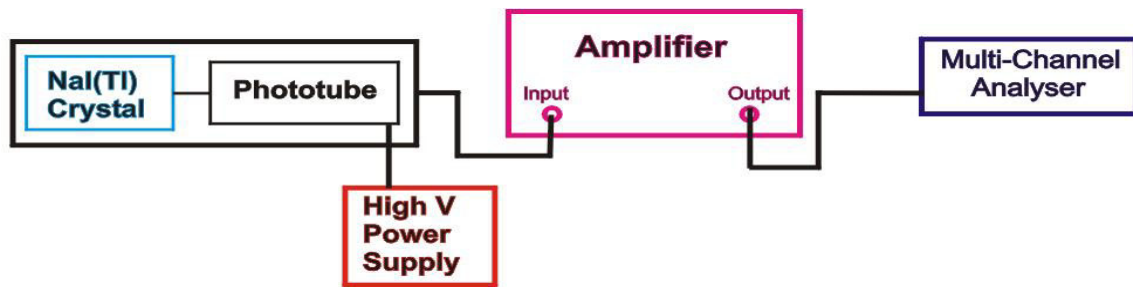 NaI(Tl)
Crystal
Phototube
High V
Power
Supply
Amplifier
Input
Output
Multi-Channel
Analyser